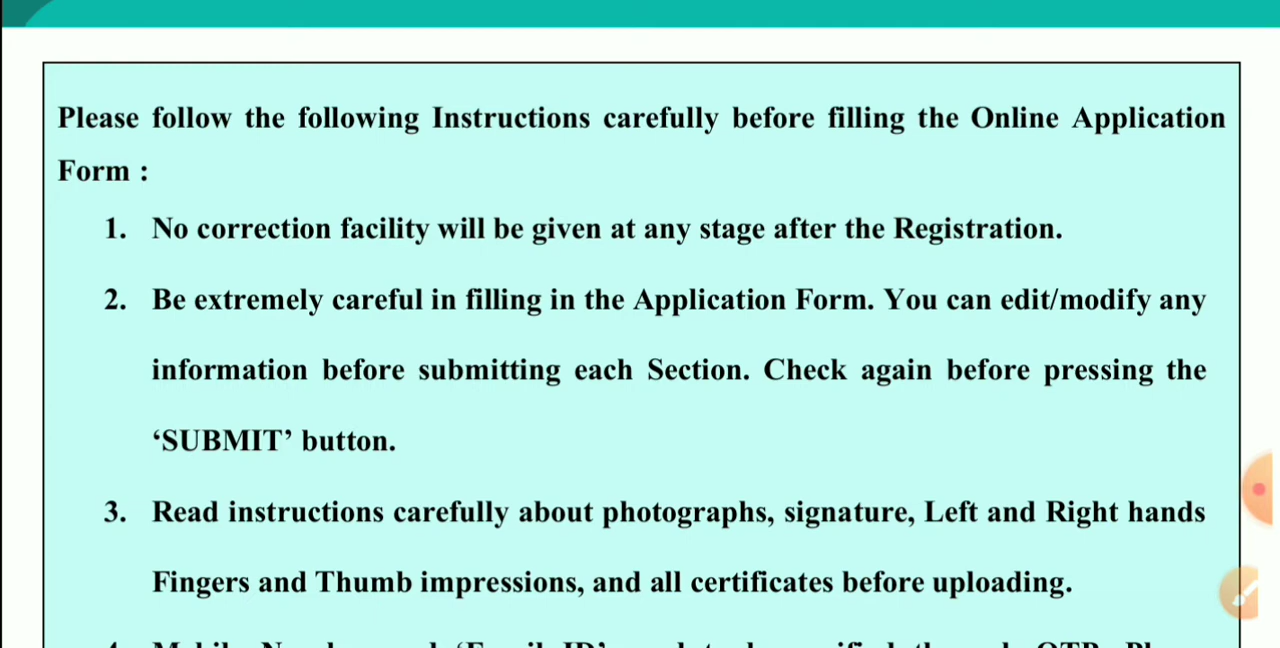 Please follow the following Instructions carefully before filling the Online Application
Form :
1. No correction facility will be given at any stage after the Registration.
2. Be extremely careful in filling in the Application Form. You can edit/modify any
information before submitting each Section. Check again before pressing the
‘SUBMIT’ button.
3. Read instructions carefully about photographs, signature, Left and Right hands
Fingers and Thumb impressions, and all certificates before uploading.